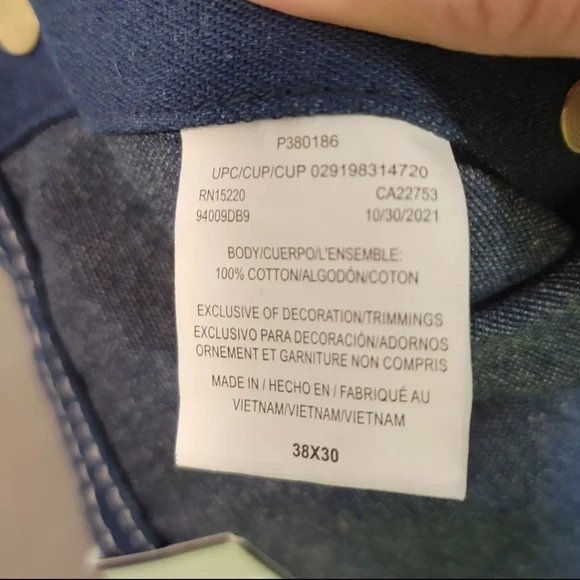 P380186
UPC/CUP/CUP 029198314720
RN15220 CA22753
94009DB9 10/30/2021
BODY/CUERPO/L'ENSEMBLE:
100% COTTON/ALGODÓN/COTON
EXCLUSIVE OF DECORATION/TRIMMINGS
EXCLUSIVO PARA DECORACIÓN/ADORNOS
ORNEMENT ET GARNITURE NON COMPRIS
MADE IN / HECHO EN / FABRIQUÉ AU
VIETNAM/VIETNAM/VIETNAM
38X30